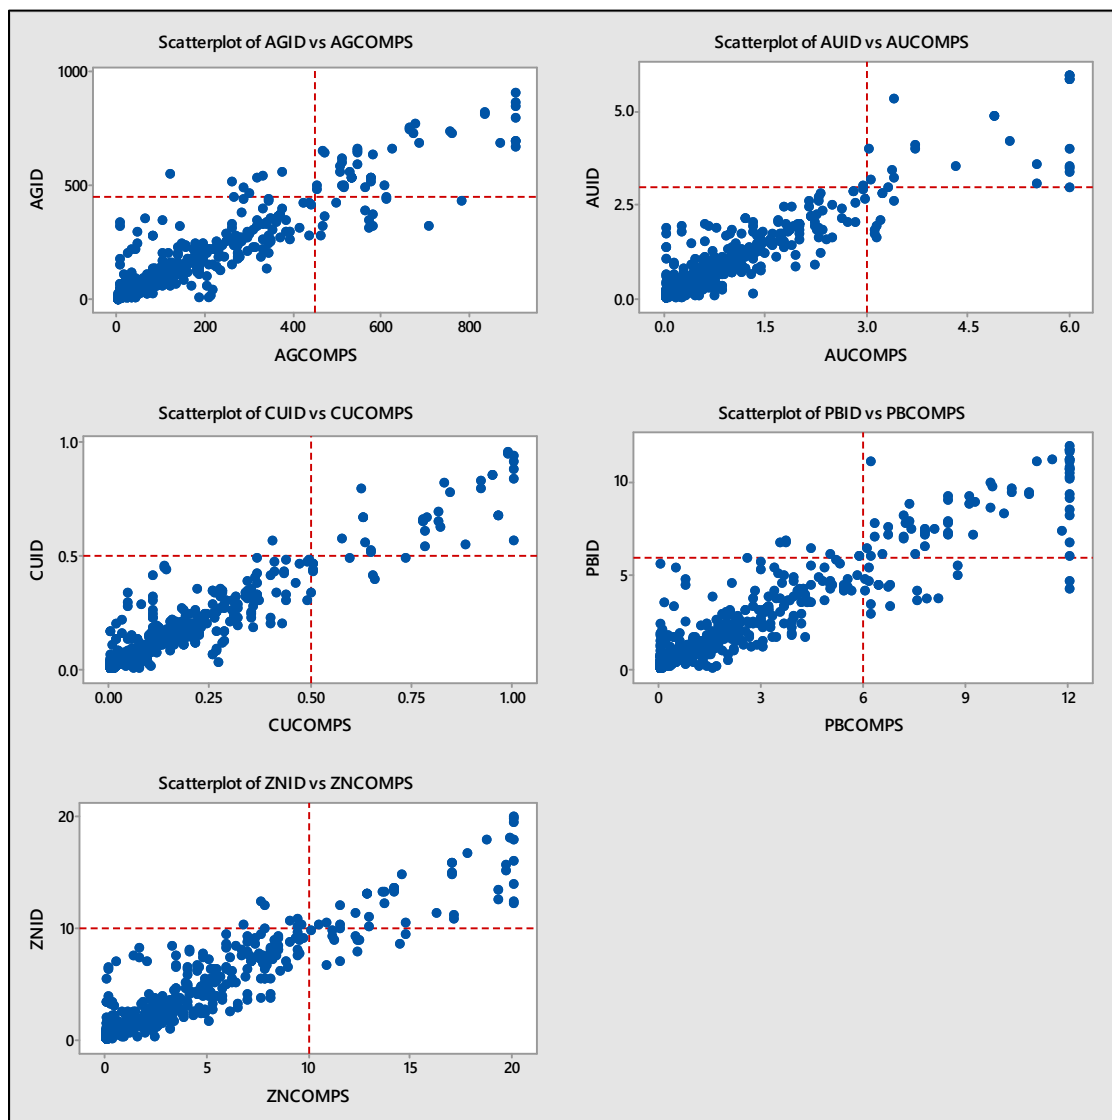 Scatterplot of AGID vs AGCOMPS
1000
500
0
AGID
0 200 400 600 800
AGCOMPS
Scatterplot of AUID vs AUCOMPS
5.0
2.5
0.0
AUID
0.0 1.5 3.0 4.5 6.0
AUCOMPS
Scatterplot of CUID vs CUCOMPS
1.0
0.5
0.0
CUID
0.00 0.25 0.50 0.75 1.00
CUCOMPS
Scatterplot of PBID vs PBCOMPS
10
5
0
PBID
0 3 6 9 12
PBCOMPS
Scatterplot of ZNID vs ZNCOMPS
20
10
0
ZNID
0 5 10 15 20
ZNCOMPS